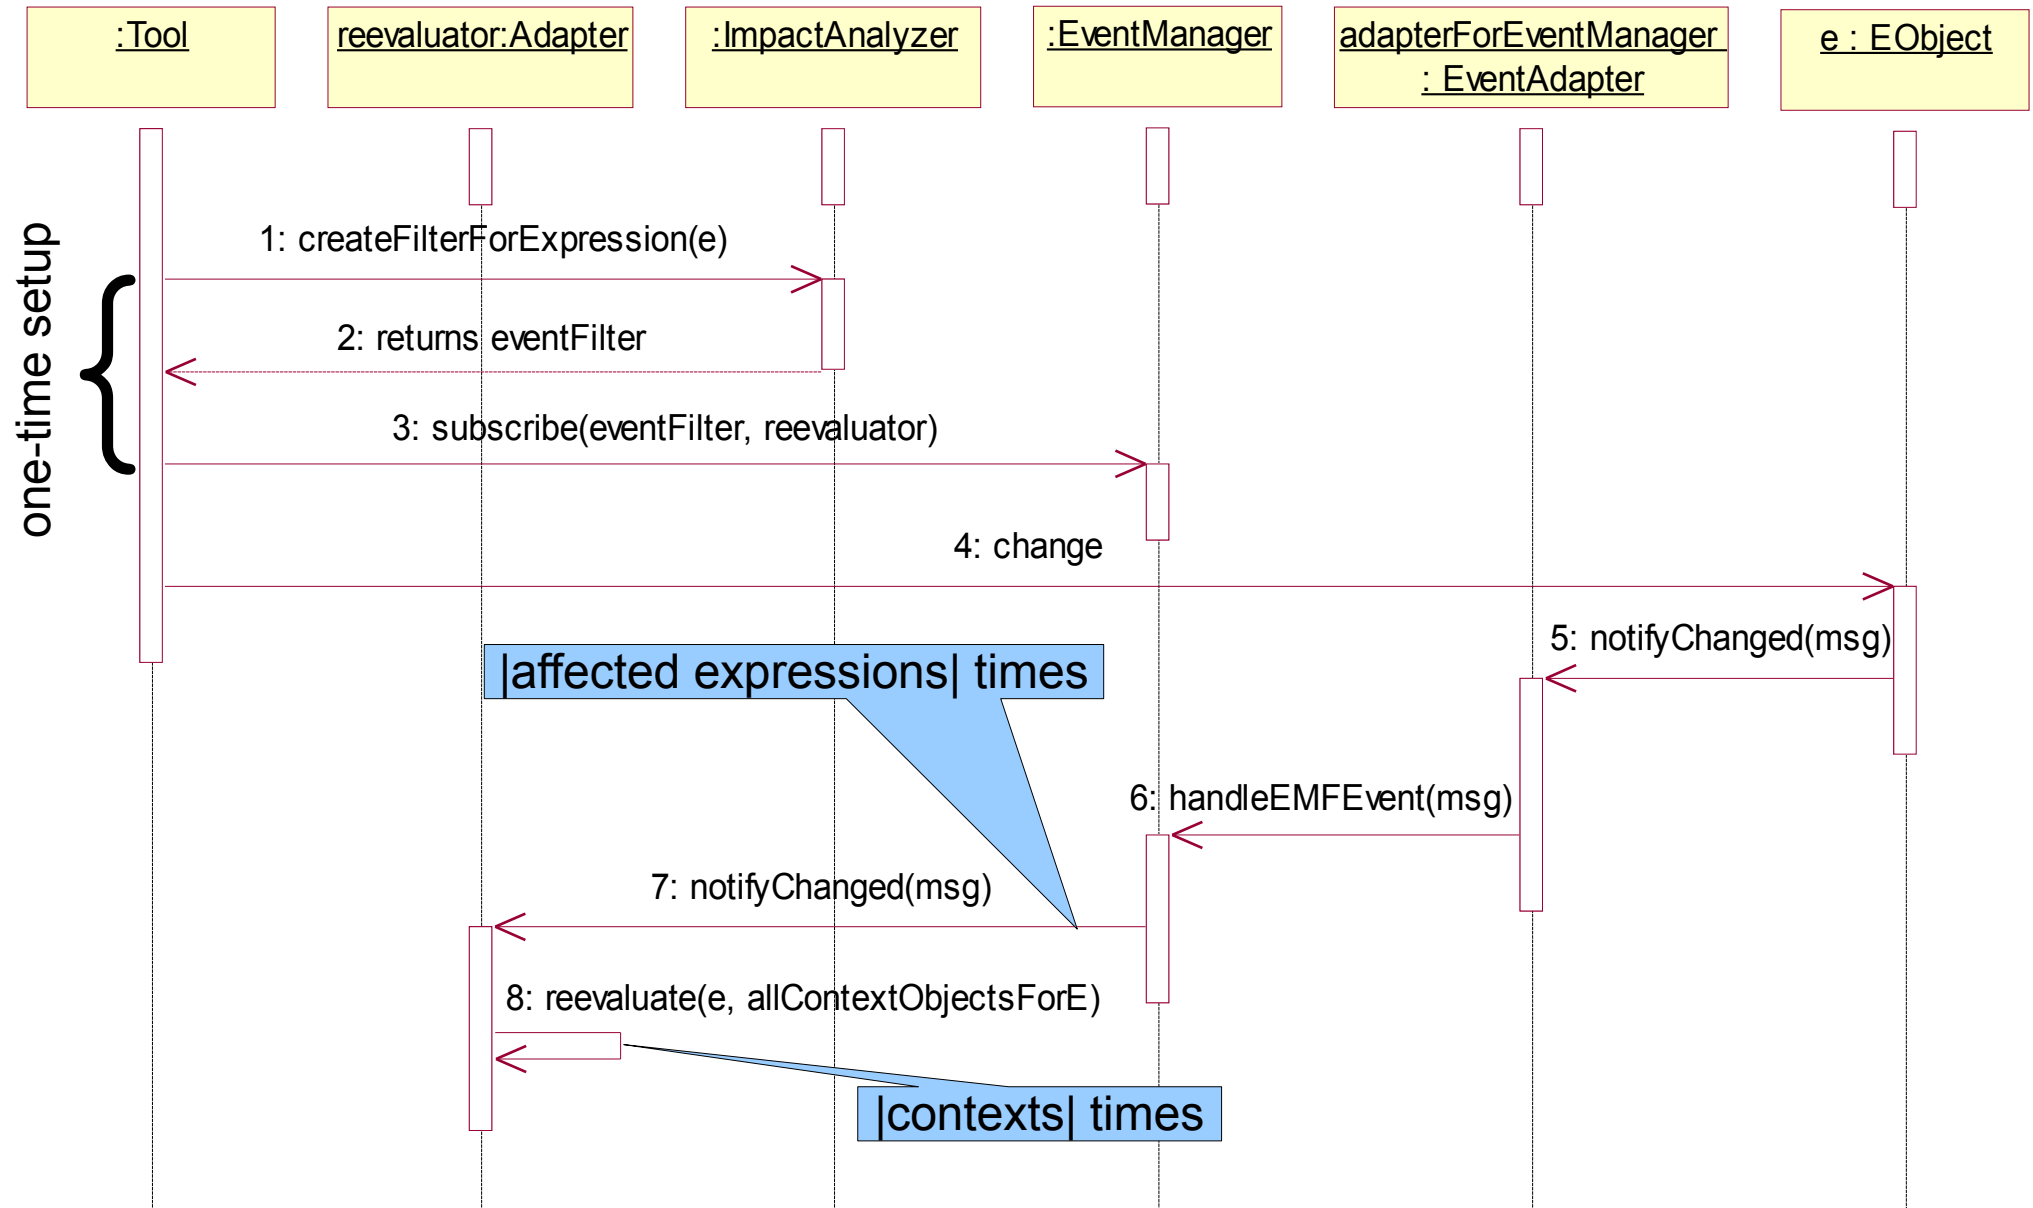 :Tool
reevaluator:Adapter
:ImpactAnalyzer
:EventManager
adapterForEventManager
: EventAdapter
e : EObject
one-time setup
1: createFilterForExpression(e)
2: returns eventFilter
3: subscribe(eventFilter, reevaluator)
4: change
5: notifyChanged(msg)
|affected expressions| times
6: handleEMFEvent(msg)
7: notifyChanged(msg)
8: reevaluate(e, allContextObjectsForE)
|contexts| times